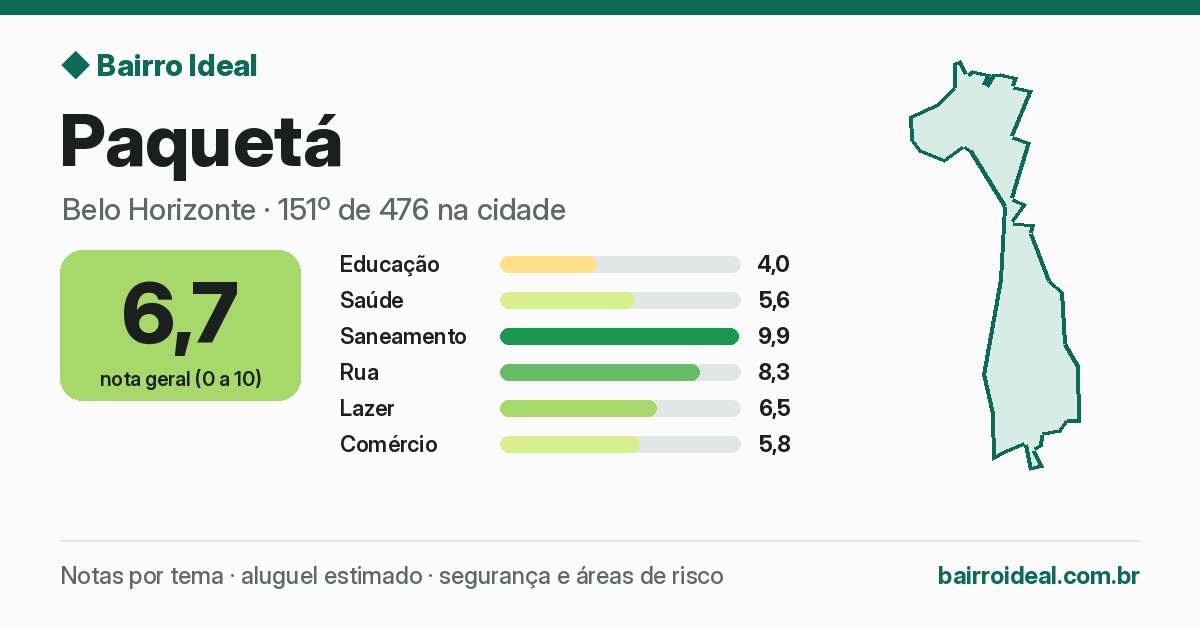 Bairro Ideal
Paquetá
Belo Horizonte · 151º de 476 na cidade
6,7
nota geral (0 a 10)
Educação 4,0
Saúde 5,6
Saneamento 9,9
Rua 8,3
Lazer 6,5
Comércio 5,8
Notas por tema · aluguel estimado · segurança e áreas de risco
bairroideal.com.br